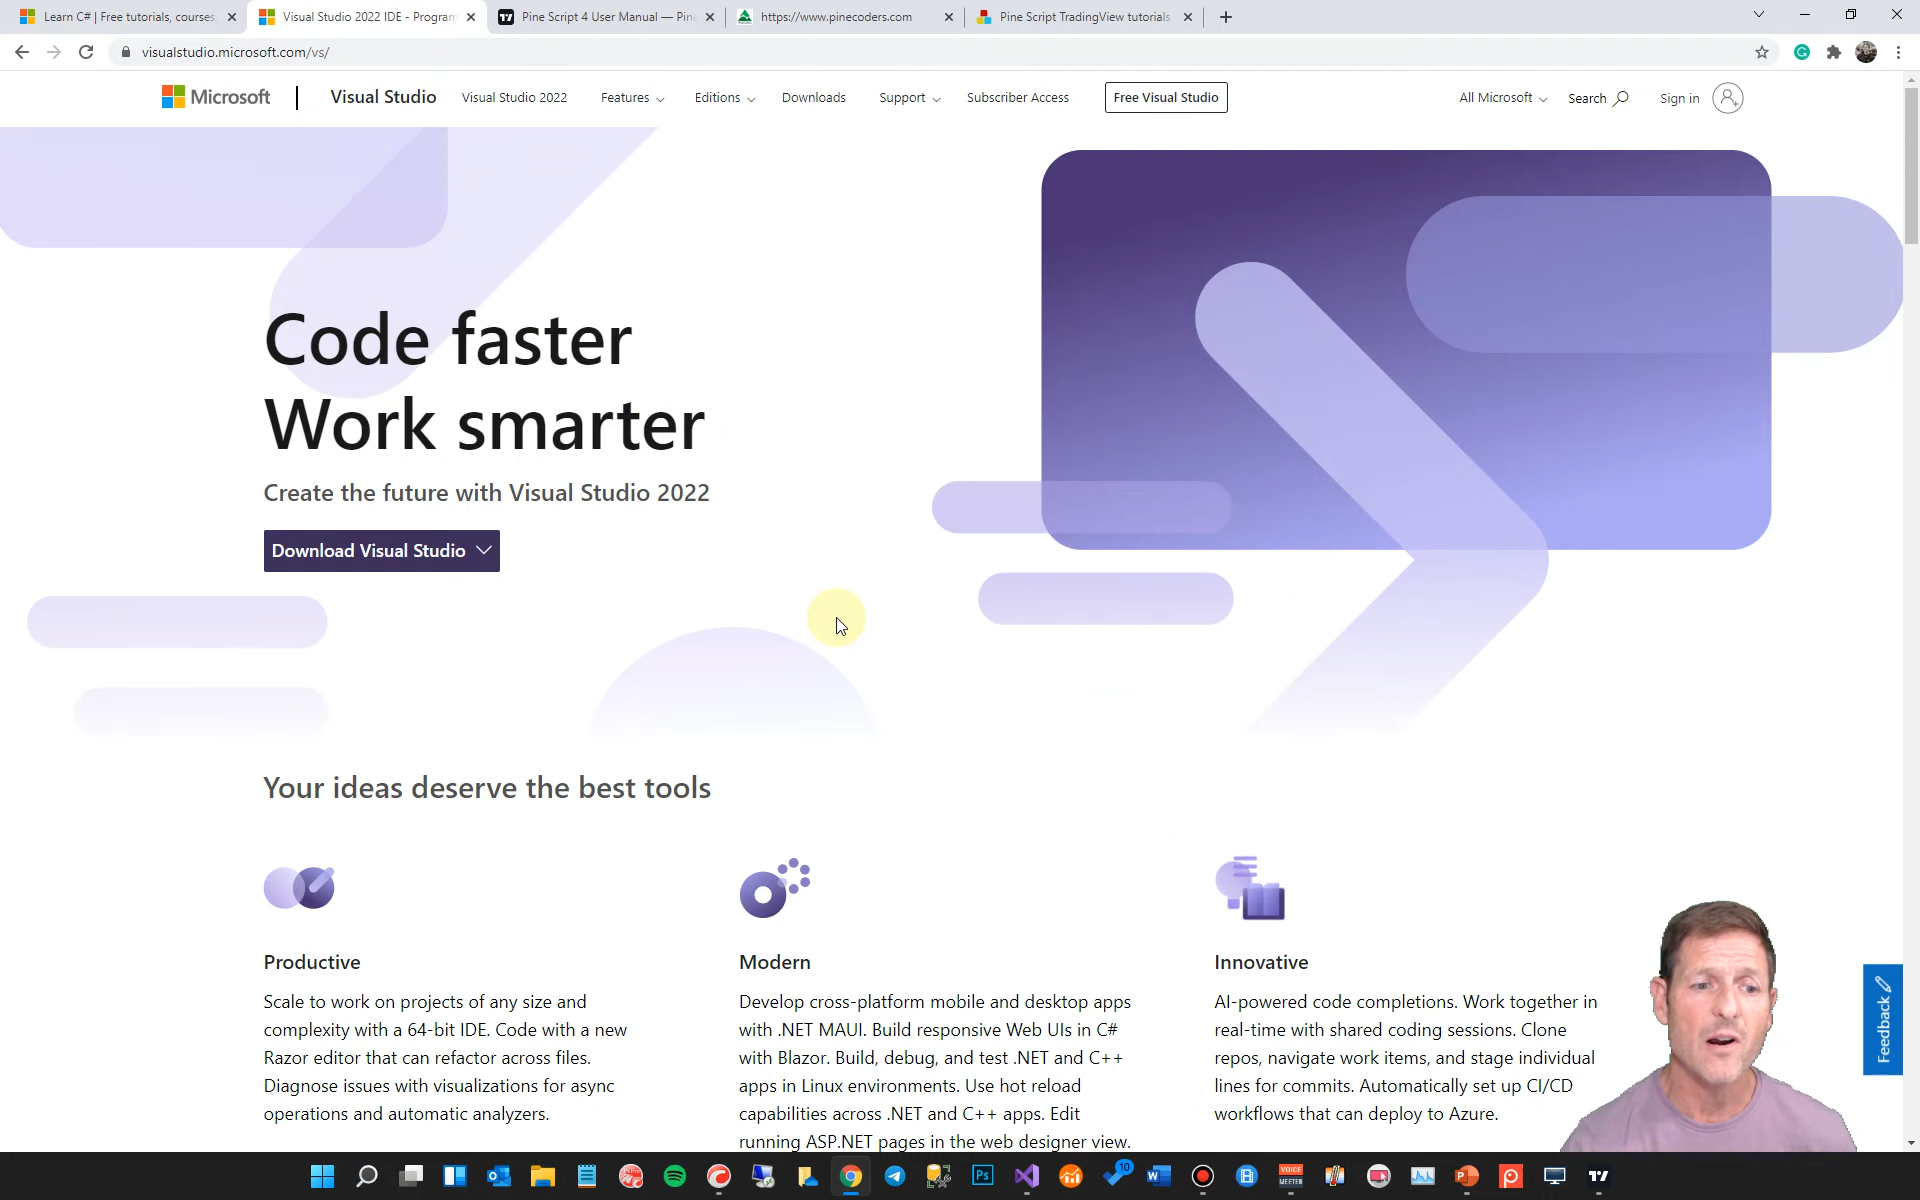 Learn C# | Free tutorials, courses,
Visual Studio 2022 IDE - Program
Pine Script 4 User Manual — Pin
https://www.pinecoders.com
Pine Script TradingView tutorials
visualstudio.microsoft.com/vs/
Microsoft
Visual Studio
Visual Studio 2022
Features
Editions
Downloads
Support
Subscriber Access
Free Visual Studio
All Microsoft
Search
Sign in
Code faster
Work smarter
Create the future with Visual Studio 2022
Download Visual Studio
Your ideas deserve the best tools
Productive
Scale to work on projects of any size and
complexity with a 64-bit IDE. Code with a new
Razor editor that can refactor across files.
Diagnose issues with visualizations for async
operations and automatic analyzers.
Modern
Develop cross-platform mobile and desktop apps
with .NET MAUI. Build responsive Web UIs in C#
with Blazor. Build, debug, and test .NET and C++
apps in Linux environments. Use hot reload
capabilities across .NET and C++ apps. Edit
running ASP.NET pages in the web designer view.
Innovative
AI-powered code completions. Work together in
real-time with shared coding sessions. Clone
repos, navigate work items, and stage individual
lines for commits. Automatically set up CI/CD
workflows that can deploy to Azure.
Feedback
Ps
10
VOICE
MEETER